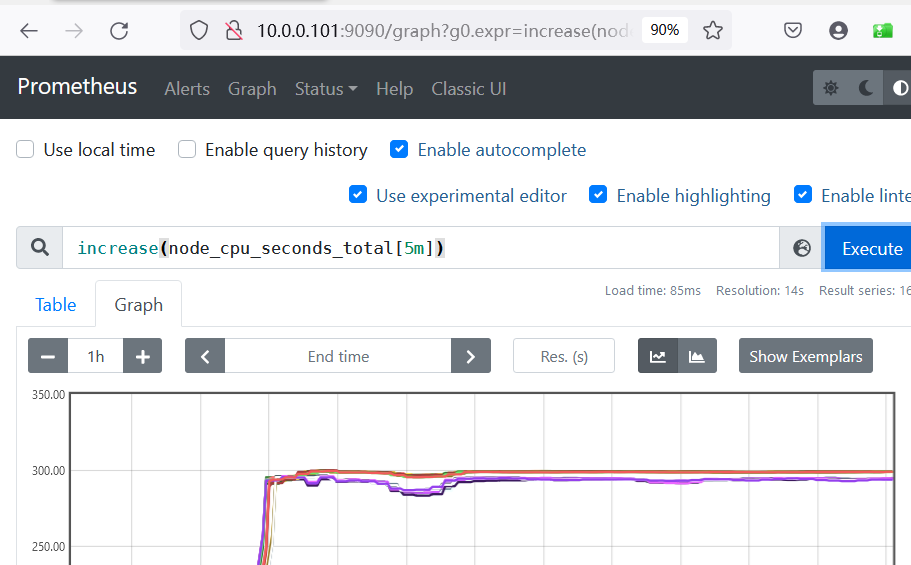 10.0.0.101:9090/graph?g0.expr=increase(node 90%
Prometheus Alerts Graph Status Help Classic UI
Use local time Enable query history Enable autocomplete
Use experimental editor Enable highlighting Enable linte
increase(node_cpu_seconds_total[5m]) Execute
Load time: 85ms Resolution: 14s Result series: 16
Table Graph
1h End time Res. (s) Show Exemplars
350.00
300.00
250.00